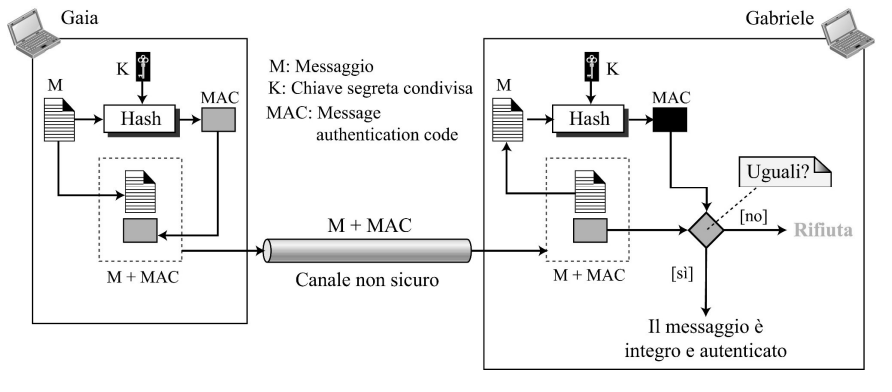 Gaia
Gabriele
K
M
MAC
Hash
M + MAC
M: Messaggio
K: Chiave segreta condivisa
MAC: Message
authentication code
M + MAC
Canale non sicuro
K
M
MAC
Hash
M + MAC
Uguali?
[no]
Rifiuta
[sì]
Il messaggio è
integro e autenticato